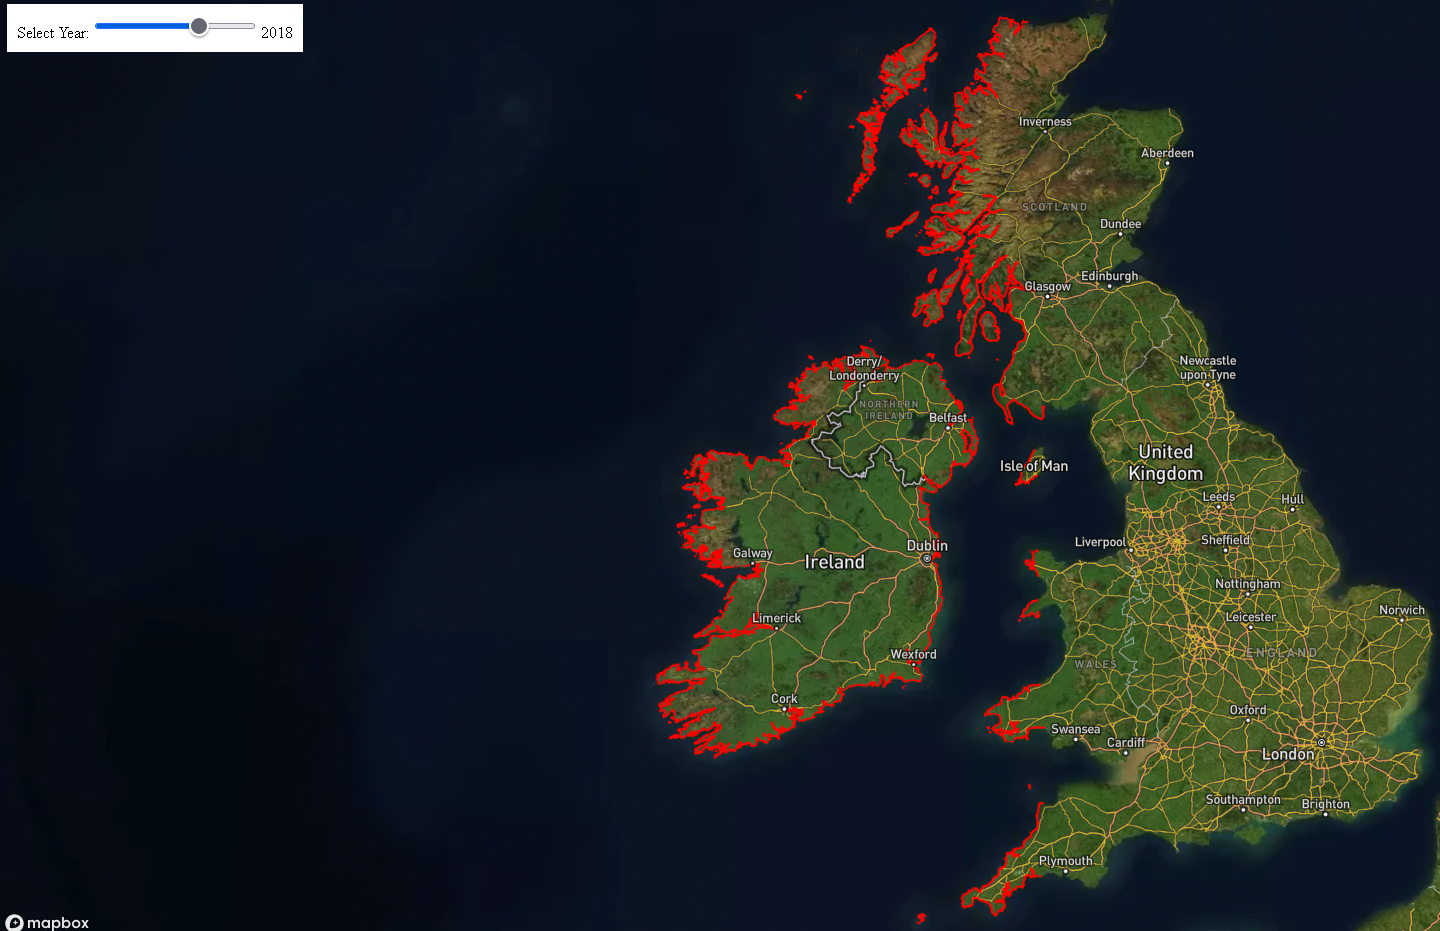 Select Year: 2018
Inverness
Aberdeen
SCOTLAND
Dundee
Edinburgh
Glasgow
Derry/
Londonderry
Newcastle
upon Tyne
NORTHERN
IRELAND
Belfast
Isle of Man
United
Kingdom
Leeds
Hull
Liverpool
Sheffield
Dublin
Galway
Ireland
Nottingham
Norwich
Limerick
Leicester
ENGLAND
Wexford
WALES
Cork
Oxford
Swansea
Cardiff
London
Southampton
Brighton
Plymouth
mapbox